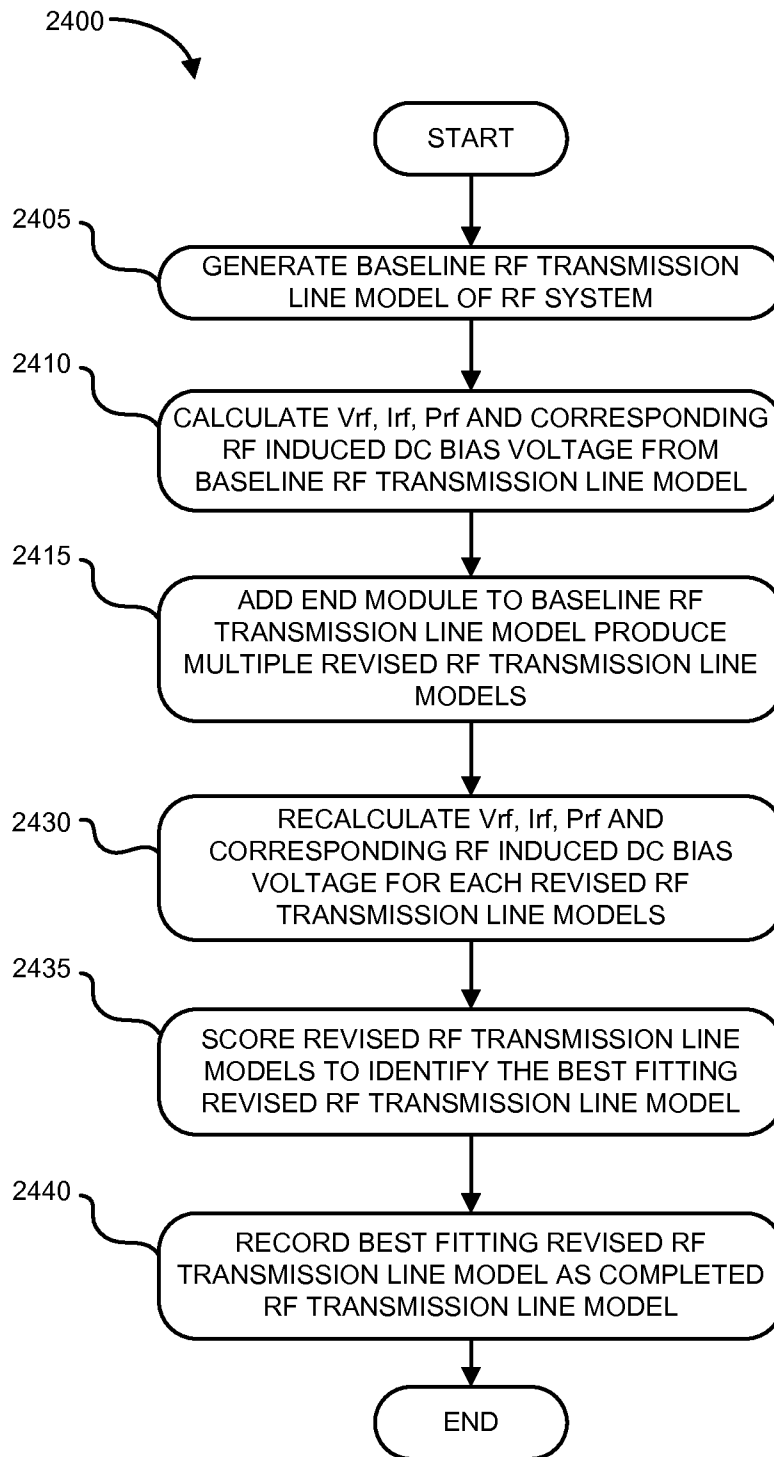 2400
START
2405
GENERATE BASELINE RF TRANSMISSION
LINE MODEL OF RF SYSTEM
2410
CALCULATE Vrf, Irf, Prf AND CORRESPONDING
RF INDUCED DC BIAS VOLTAGE FROM
BASELINE RF TRANSMISSION LINE MODEL
2415
ADD END MODULE TO BASELINE RF
TRANSMISSION LINE MODEL PRODUCE
MULTIPLE REVISED RF TRANSMISSION LINE
MODELS
2430
RECALCULATE Vrf, Irf, Prf AND
CORRESPONDING RF INDUCED DC BIAS
VOLTAGE FOR EACH REVISED RF
TRANSMISSION LINE MODELS
2435
SCORE REVISED RF TRANSMISSION LINE
MODELS TO IDENTIFY THE BEST FITTING
REVISED RF TRANSMISSION LINE MODEL
2440
RECORD BEST FITTING REVISED RF
TRANSMISSION LINE MODEL AS COMPLETED
RF TRANSMISSION LINE MODEL
END